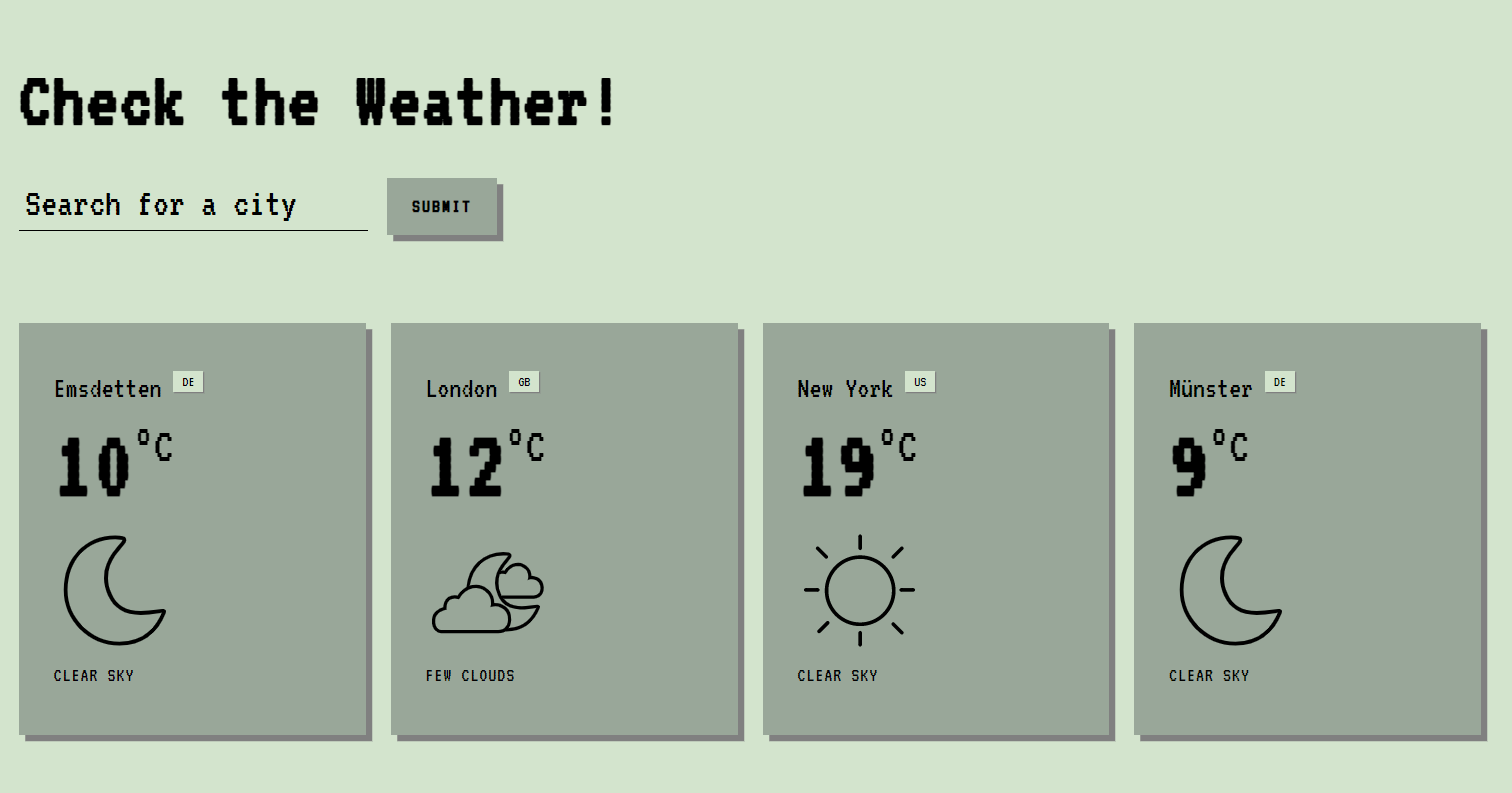 Check the Weather!
Search for a city
SUBMIT
Emsdetten DE
10°C
CLEAR SKY
London GB
12°C
FEW CLOUDS
New York US
19°C
CLEAR SKY
Münster DE
9°C
CLEAR SKY